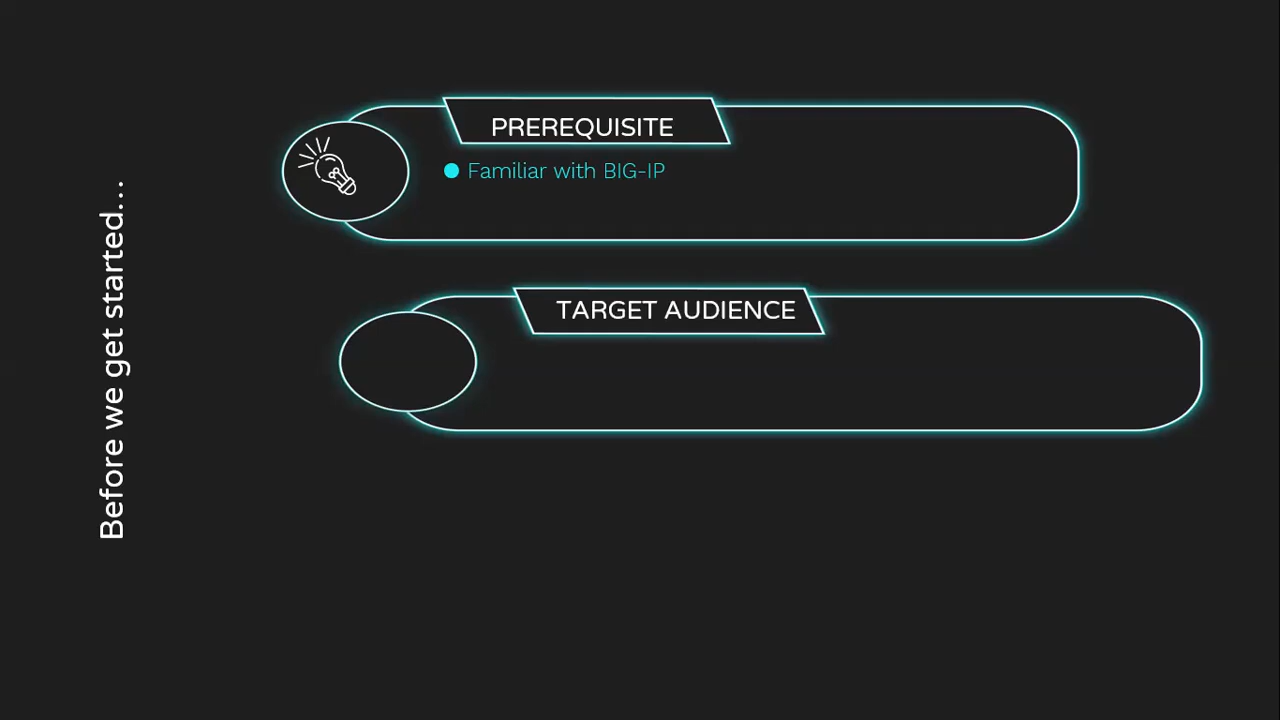 Before we get started...
PREREQUISITE
Familiar with BIG-IP
TARGET AUDIENCE